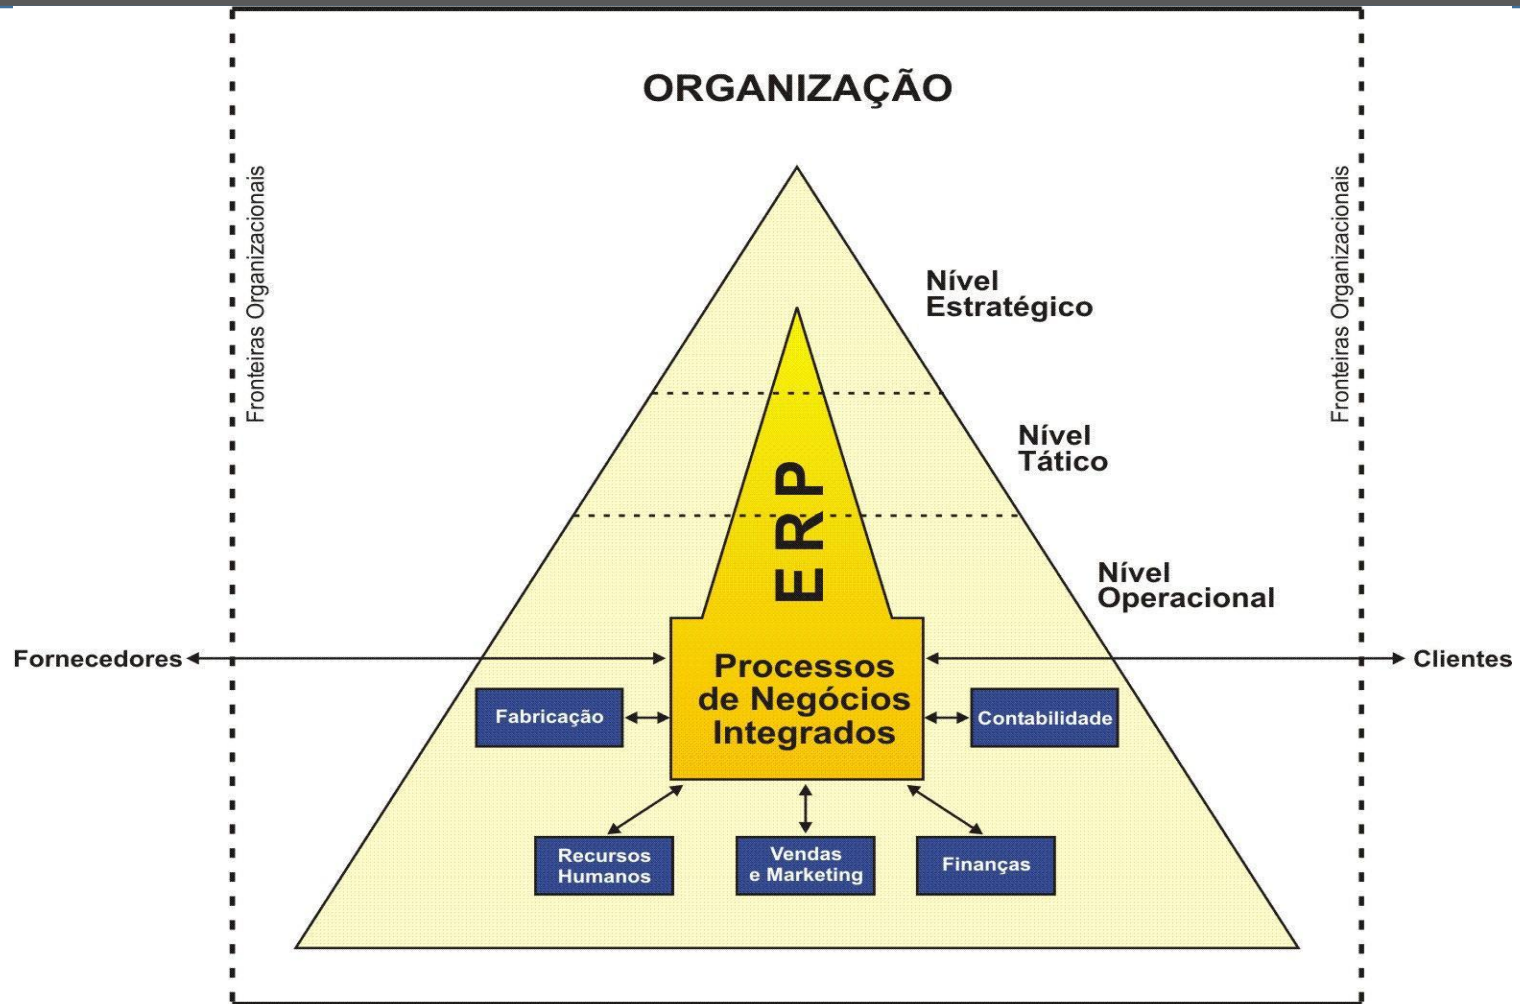 ORGANIZAÇÃO
Fronteiras Organizacionais
Fronteiras Organizacionais
Nível
Estratégico
Nível
Tático
ERP
Nível
Operacional
Fornecedores
Clientes
Processos
de Negócios
Integrados
Fabricação
Contabilidade
Recursos
Humanos
Vendas
e Marketing
Finanças